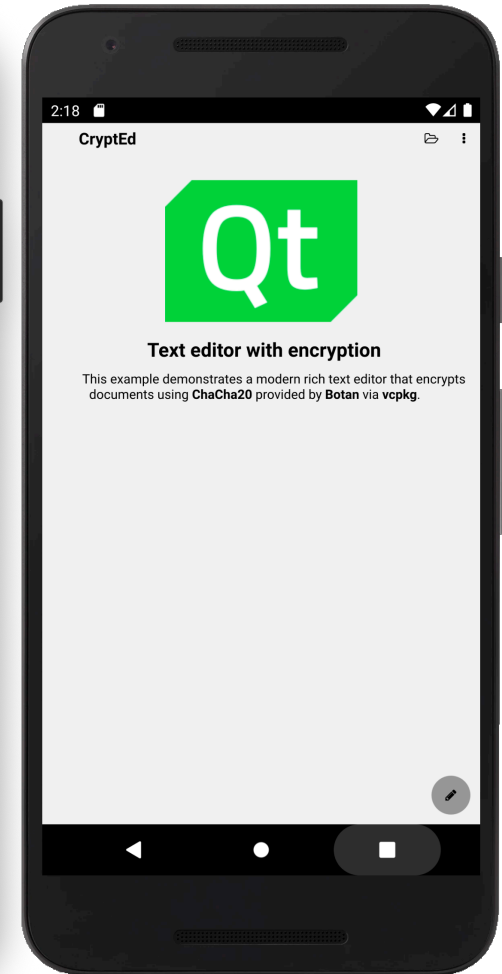 2:18
CryptEd
Qt
Text editor with encryption
This example demonstrates a modern rich text editor that encrypts
documents using ChaCha20 provided by Botan via vcpkg.